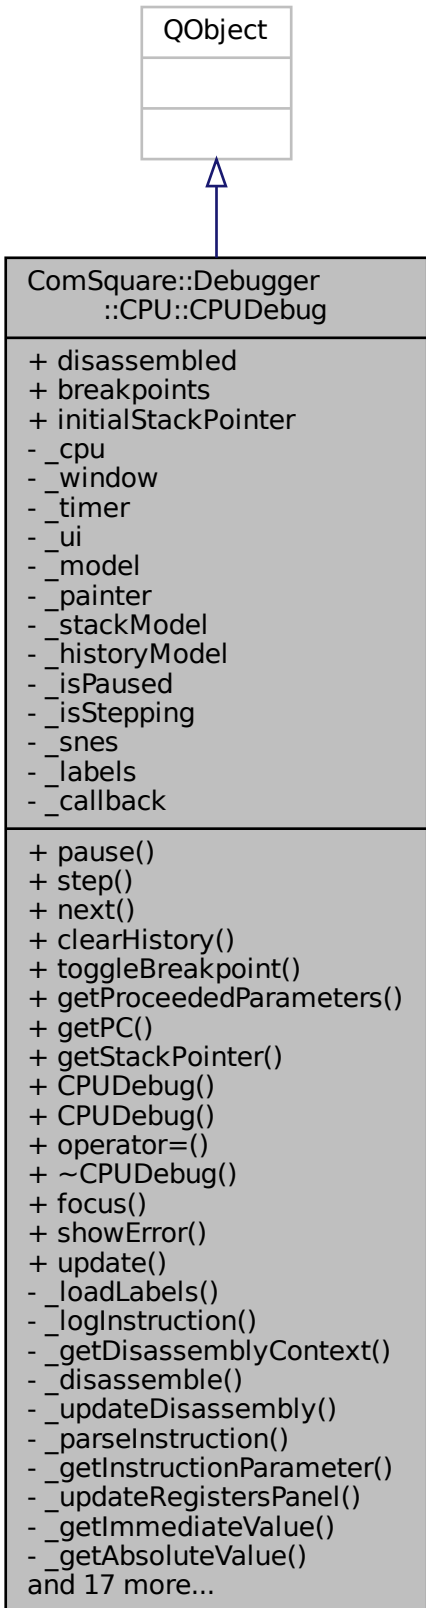 QObject
ComSquare::Debugger
::CPU::CPUDebug
+ disassembled
+ breakpoints
+ initialStackPointer
- _cpu
- _window
- _timer
- _ui
- _model
- _painter
- _stackModel
- _historyModel
- _isPaused
- _isStepping
- _snes
- _labels
- _callback
+ pause()
+ step()
+ next()
+ clearHistory()
+ toggleBreakpoint()
+ getProceededParameters()
+ getPC()
+ getStackPointer()
+ CPUDebug()
+ CPUDebug()
+ operator=()
+ ~CPUDebug()
+ focus()
+ showError()
+ update()
- _loadLabels()
- _logInstruction()
- _getDisassemblyContext()
- _disassemble()
- _updateDisassembly()
- _parseInstruction()
- _getInstructionParameter()
- _updateRegistersPanel()
- _getImmediateValue()
- _getAbsoluteValue()
and 17 more...